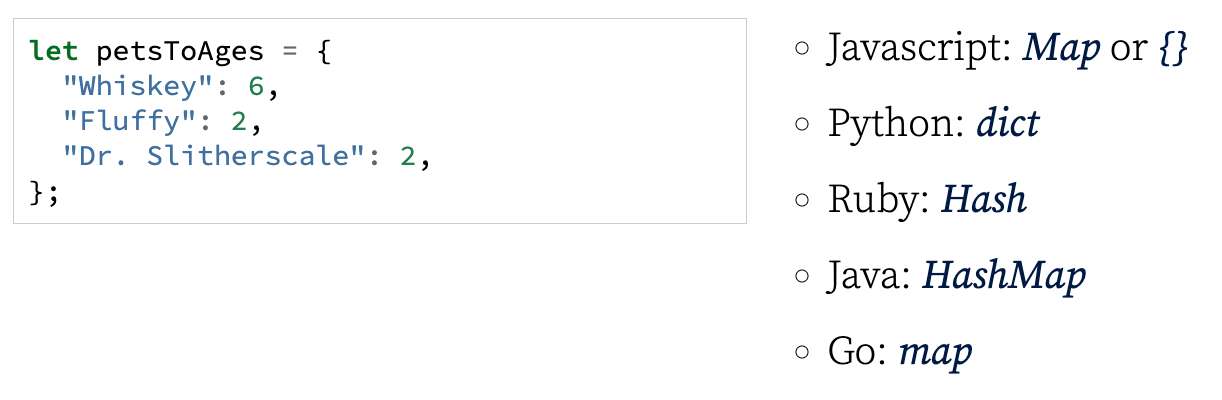 let petsToAges = {
  "Whiskey": 6,
  "Fluffy": 2,
  "Dr. Slitherscale": 2,
};
Javascript: Map or {}
Python: dict
Ruby: Hash
Java: HashMap
Go: map